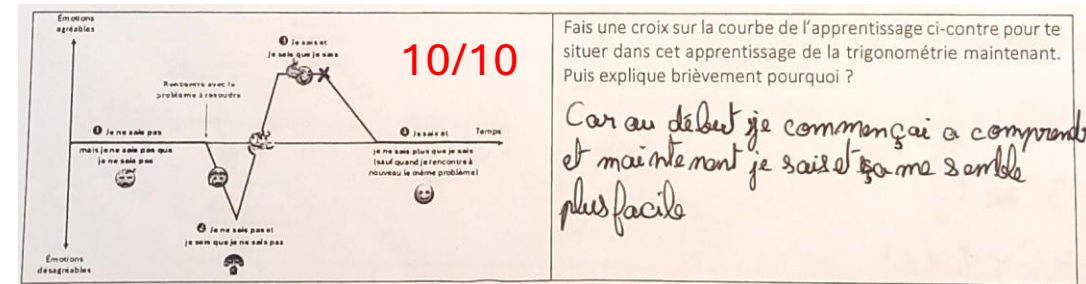 Émotions
agréables
❶ Je sais et
je sais que je sais
10/10
Rencontre avec le
problème à résoudre
❶ Je ne sais pas
mais je ne sais pas que
je ne sais pas
❹ Je sais et
Temps
je ne sais plus que je sais
(sauf quand je rencontre à
nouveau le même problème)
❷ Je ne sais pas et
je sais que je ne sais pas
Émotions
désagréables
Fais une croix sur la courbe de l'apprentissage ci-contre pour te
situer dans cet apprentissage de la trigonométrie maintenant.
Puis explique brièvement pourquoi ?
Car au début je commençai a comprend
et maintenant je sais et ça me semble
plus facile